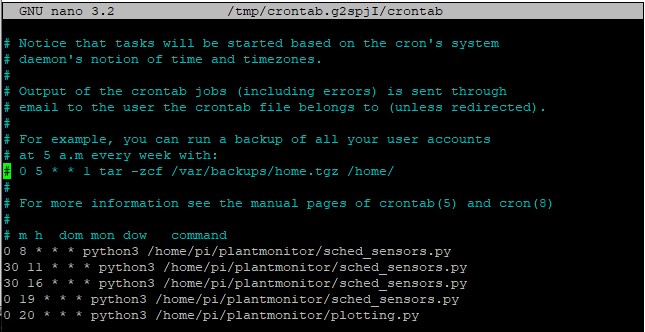 GNU nano 3.2 /tmp/crontab.g2spjI/crontab
# Notice that tasks will be started based on the cron's system
# daemon's notion of time and timezones.
#
# Output of the crontab jobs (including errors) is sent through
# email to the user the crontab file belongs to (unless redirected).
#
# For example, you can run a backup of all your user accounts
# at 5 a.m every week with:
# 0 5 * * 1 tar -zcf /var/backups/home.tgz /home/
#
# For more information see the manual pages of crontab(5) and cron(8)
#
# m h  dom mon dow   command
0 8 * * * python3 /home/pi/plantmonitor/sched_sensors.py
30 11 * * * python3 /home/pi/plantmonitor/sched_sensors.py
30 16 * * * python3 /home/pi/plantmonitor/sched_sensors.py
0 19 * * * python3 /home/pi/plantmonitor/sched_sensors.py
0 20 * * * python3 /home/pi/plantmonitor/plotting.py